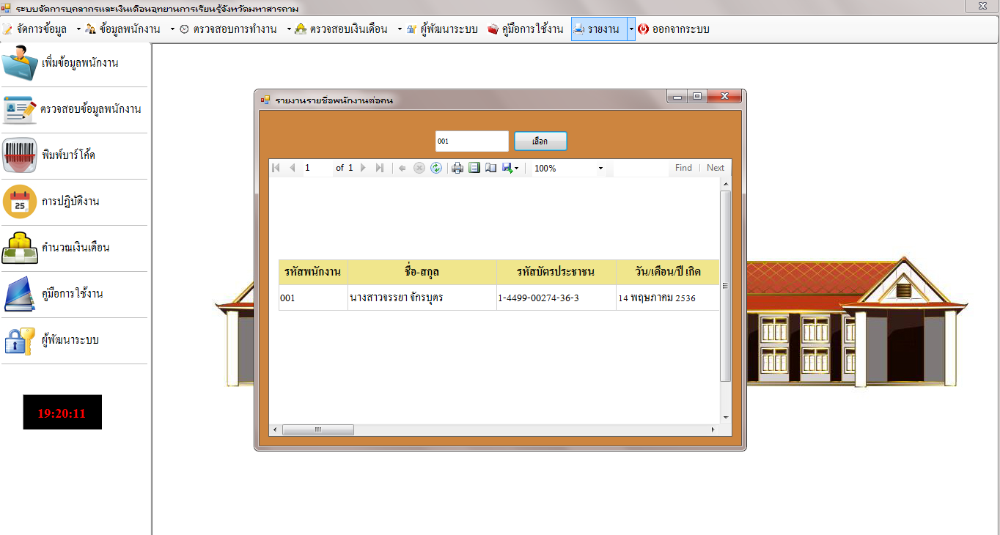 ระบบจัดการบุคลากรและเงินเดือนอุทยานการเรียนรู้จังหวัดมหาสารคาม
จัดการข้อมูล ข้อมูลพนักงาน ตรวจสอบการทำงาน ตรวจสอบเงินเดือน ผู้พัฒนาระบบ คู่มือการใช้งาน รายงาน ออกจากระบบ
เพิ่มข้อมูลพนักงาน
ตรวจสอบข้อมูลพนักงาน
พิมพ์บาร์โค้ด
25
การปฏิบัติงาน
คำนวณเงินเดือน
คู่มือการใช้งาน
ผู้พัฒนาระบบ
19:20:11
รายงานรายชื่อพนักงานต่อคน
001 เลือก
1 of 1 100% Find | Next
รหัสพนักงาน ชื่อ-สกุล รหัสบัตรประชาชน วัน/เดือน/ปี เกิด
001 นางสาวจรรยา จักรบุตร 1-4499-00274-36-3 14 พฤษภาคม 2536